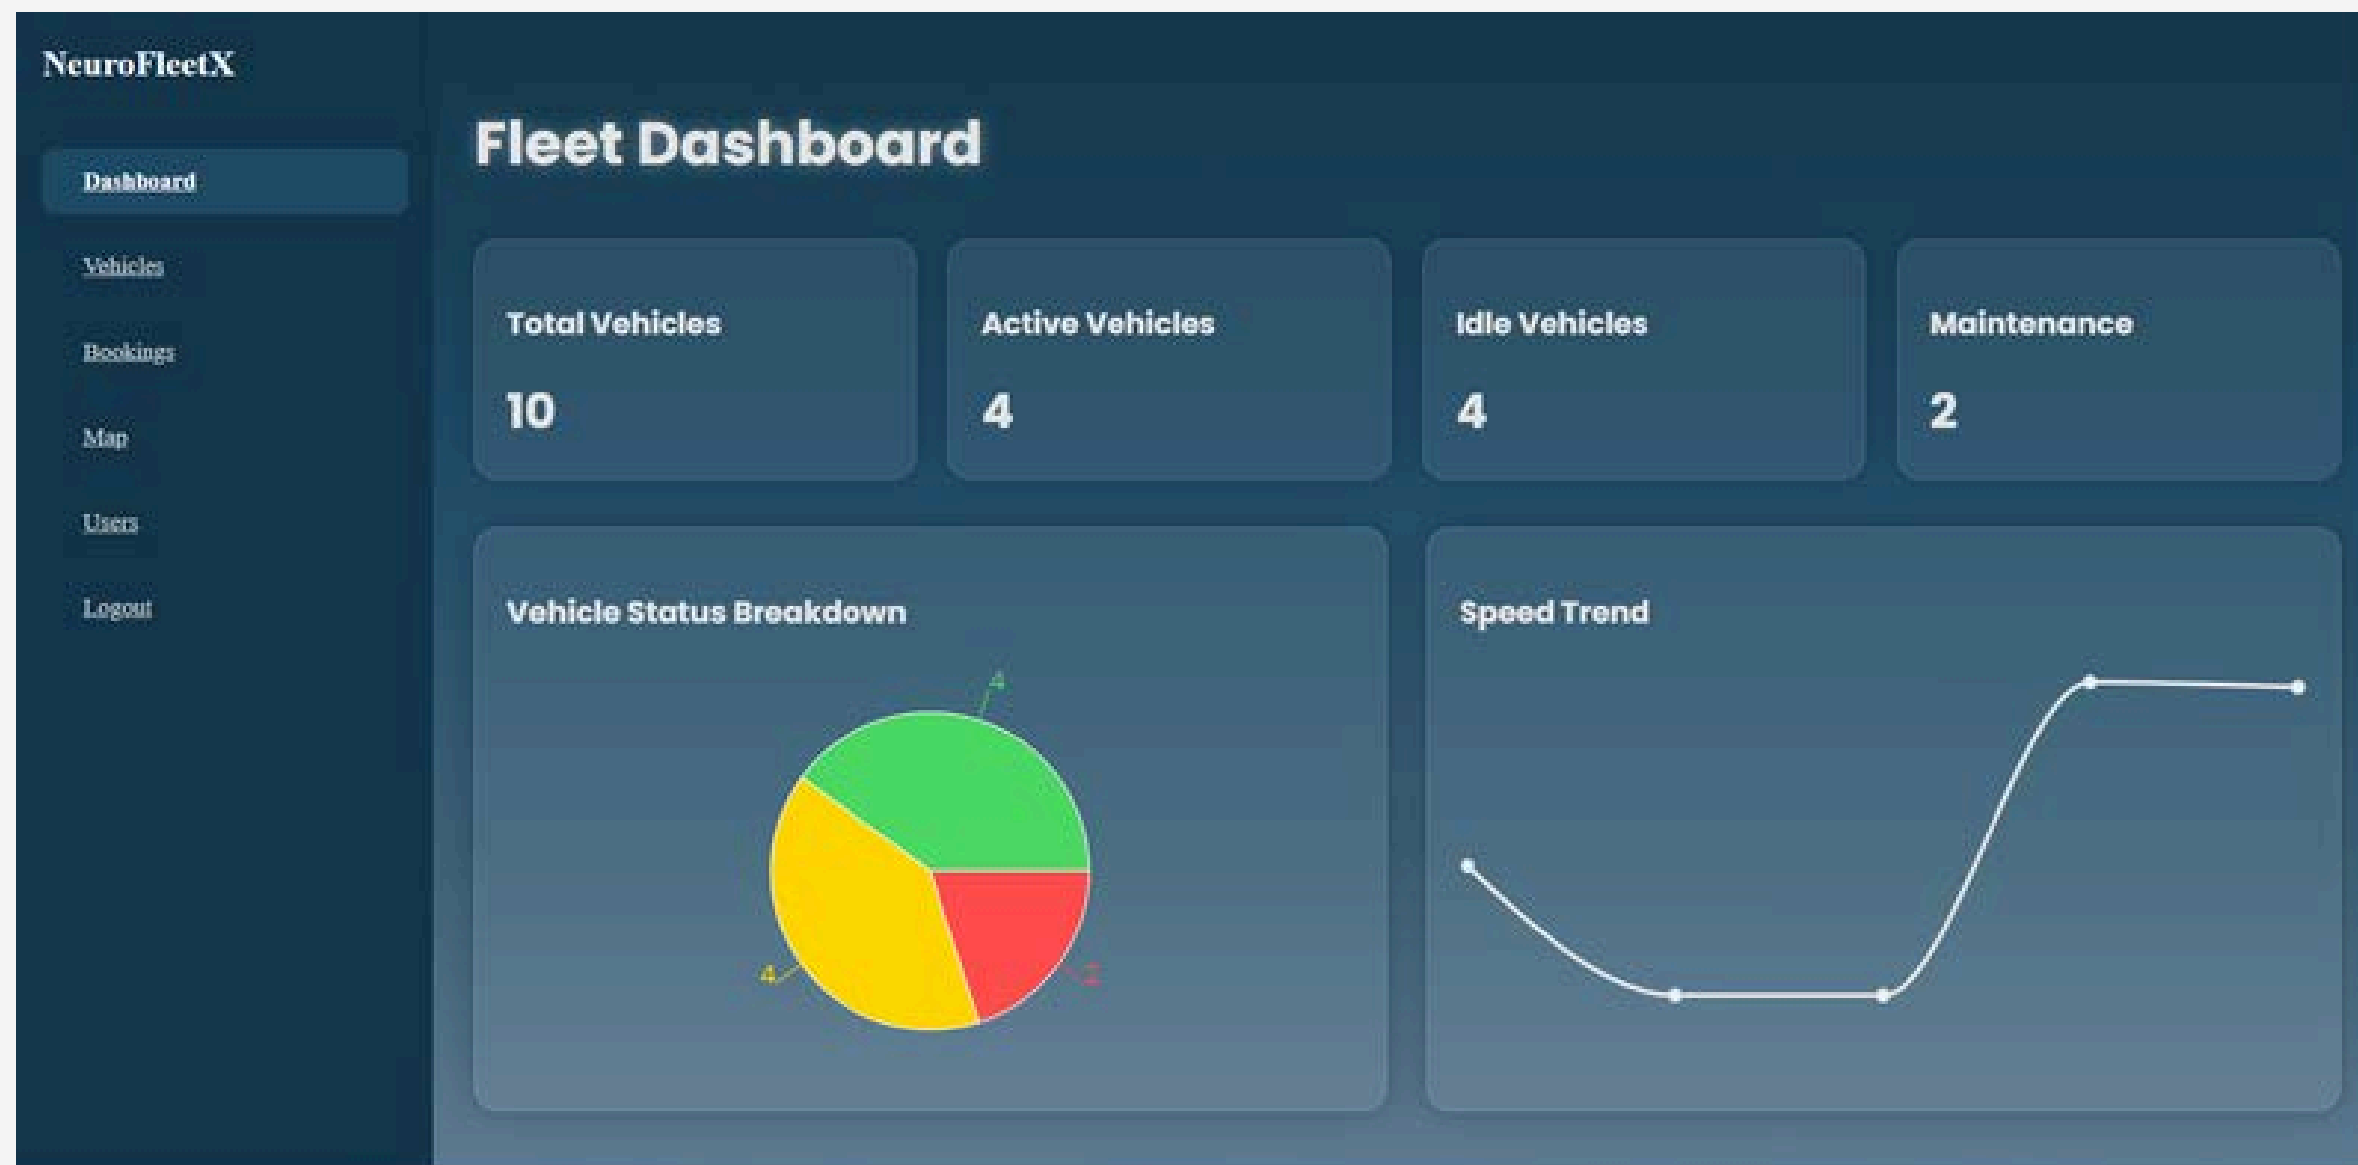 NeuroFleetX
Dashboard
Vehicles
Bookings
Map
Users
Logout
Fleet Dashboard
Total Vehicles
10
Active Vehicles
4
Idle Vehicles
4
Maintenance
2
Vehicle Status Breakdown
4
4
2
Speed Trend